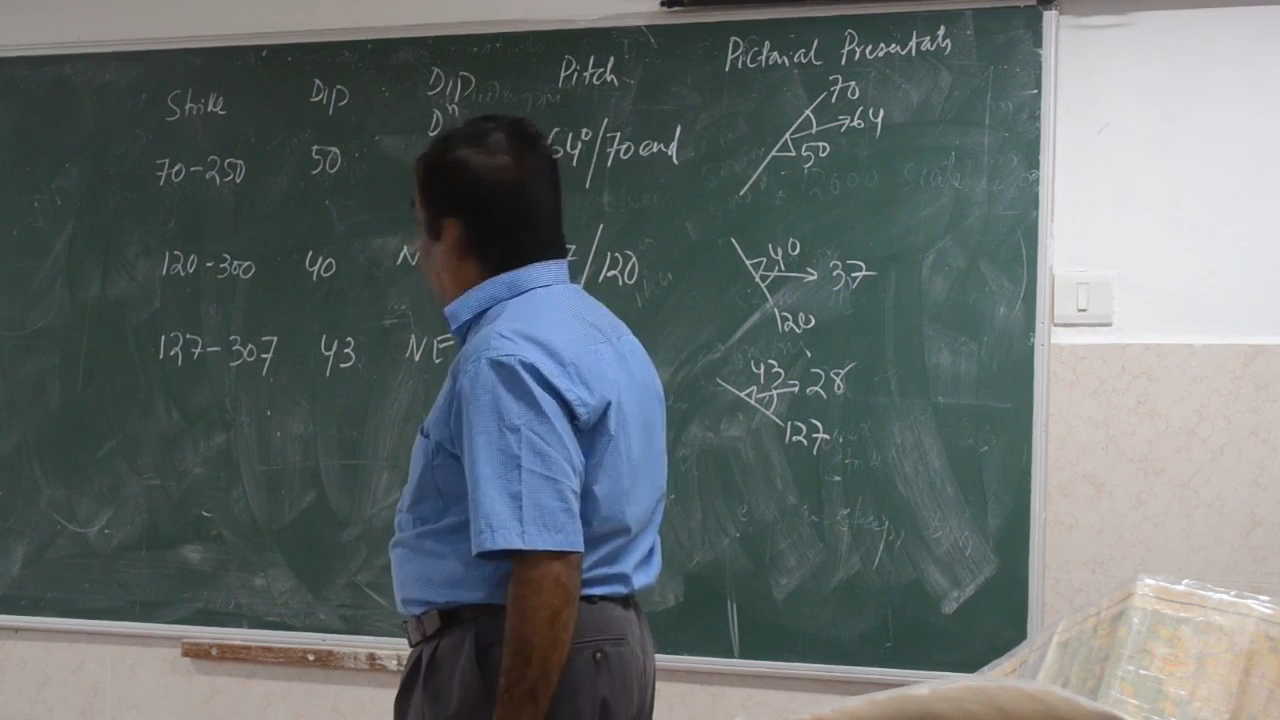 Strike Dip Dip Dn Pitch Pictorial Presentatn
70-250 50 64°/70 end
120-300 40 N /120
127-307 43 NE
70
64
50
40
37
120
43
28
127